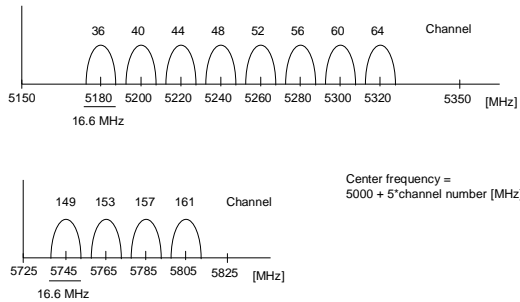 36 40 44 48 52 56 60 64 Channel
5150 5180 5200 5220 5240 5260 5280 5300 5320 5350 [MHz]
16.6 MHz
Center frequency =
5000 + 5*channel number [MHz]
149 153 157 161 Channel
5725 5745 5765 5785 5805 5825 [MHz]
16.6 MHz